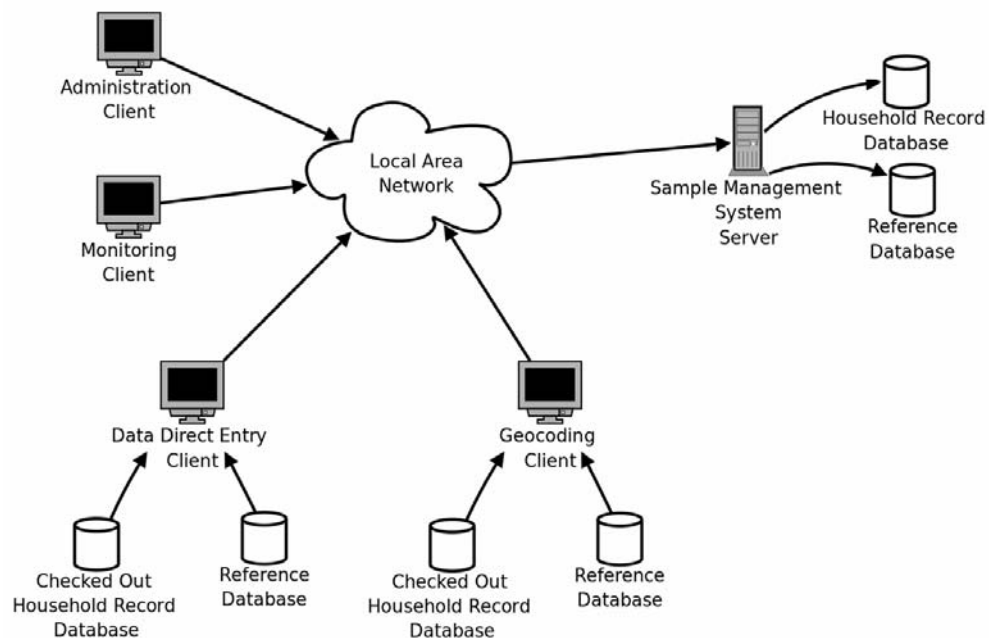 Administration
Client
Household Record
Database
Local Area
Network
Sample Management
System
Server
Monitoring
Client
Reference
Database
Data Direct Entry
Client
Geocoding
Client
Checked Out
Household Record
Database
Reference
Database
Checked Out
Household Record
Database
Reference
Database